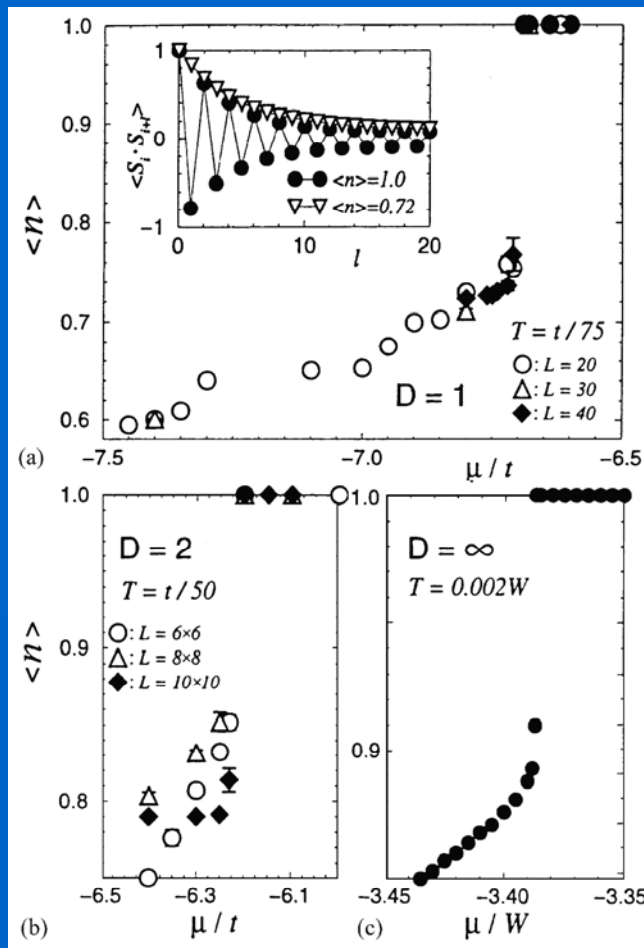 1.0
0.9
0.8
0.7
0.6
<n>
1
0
−1
<S_i · S_{i+l}>
<n>=1.0
<n>=0.72
0 10 20
l
T = t / 75
○: L = 20
△: L = 30
◆: L = 40
D = 1
(a)
−7.5 −7.0 −6.5
μ / t
1.0
0.9
0.8
<n>
D = 2
T = t / 50
○: L = 6×6
△: L = 8×8
◆: L = 10×10
−6.5 −6.3 −6.1
(b)
μ / t
1.0
0.9
D = ∞
T = 0.002W
−3.45 −3.40 −3.35
(c)
μ / W